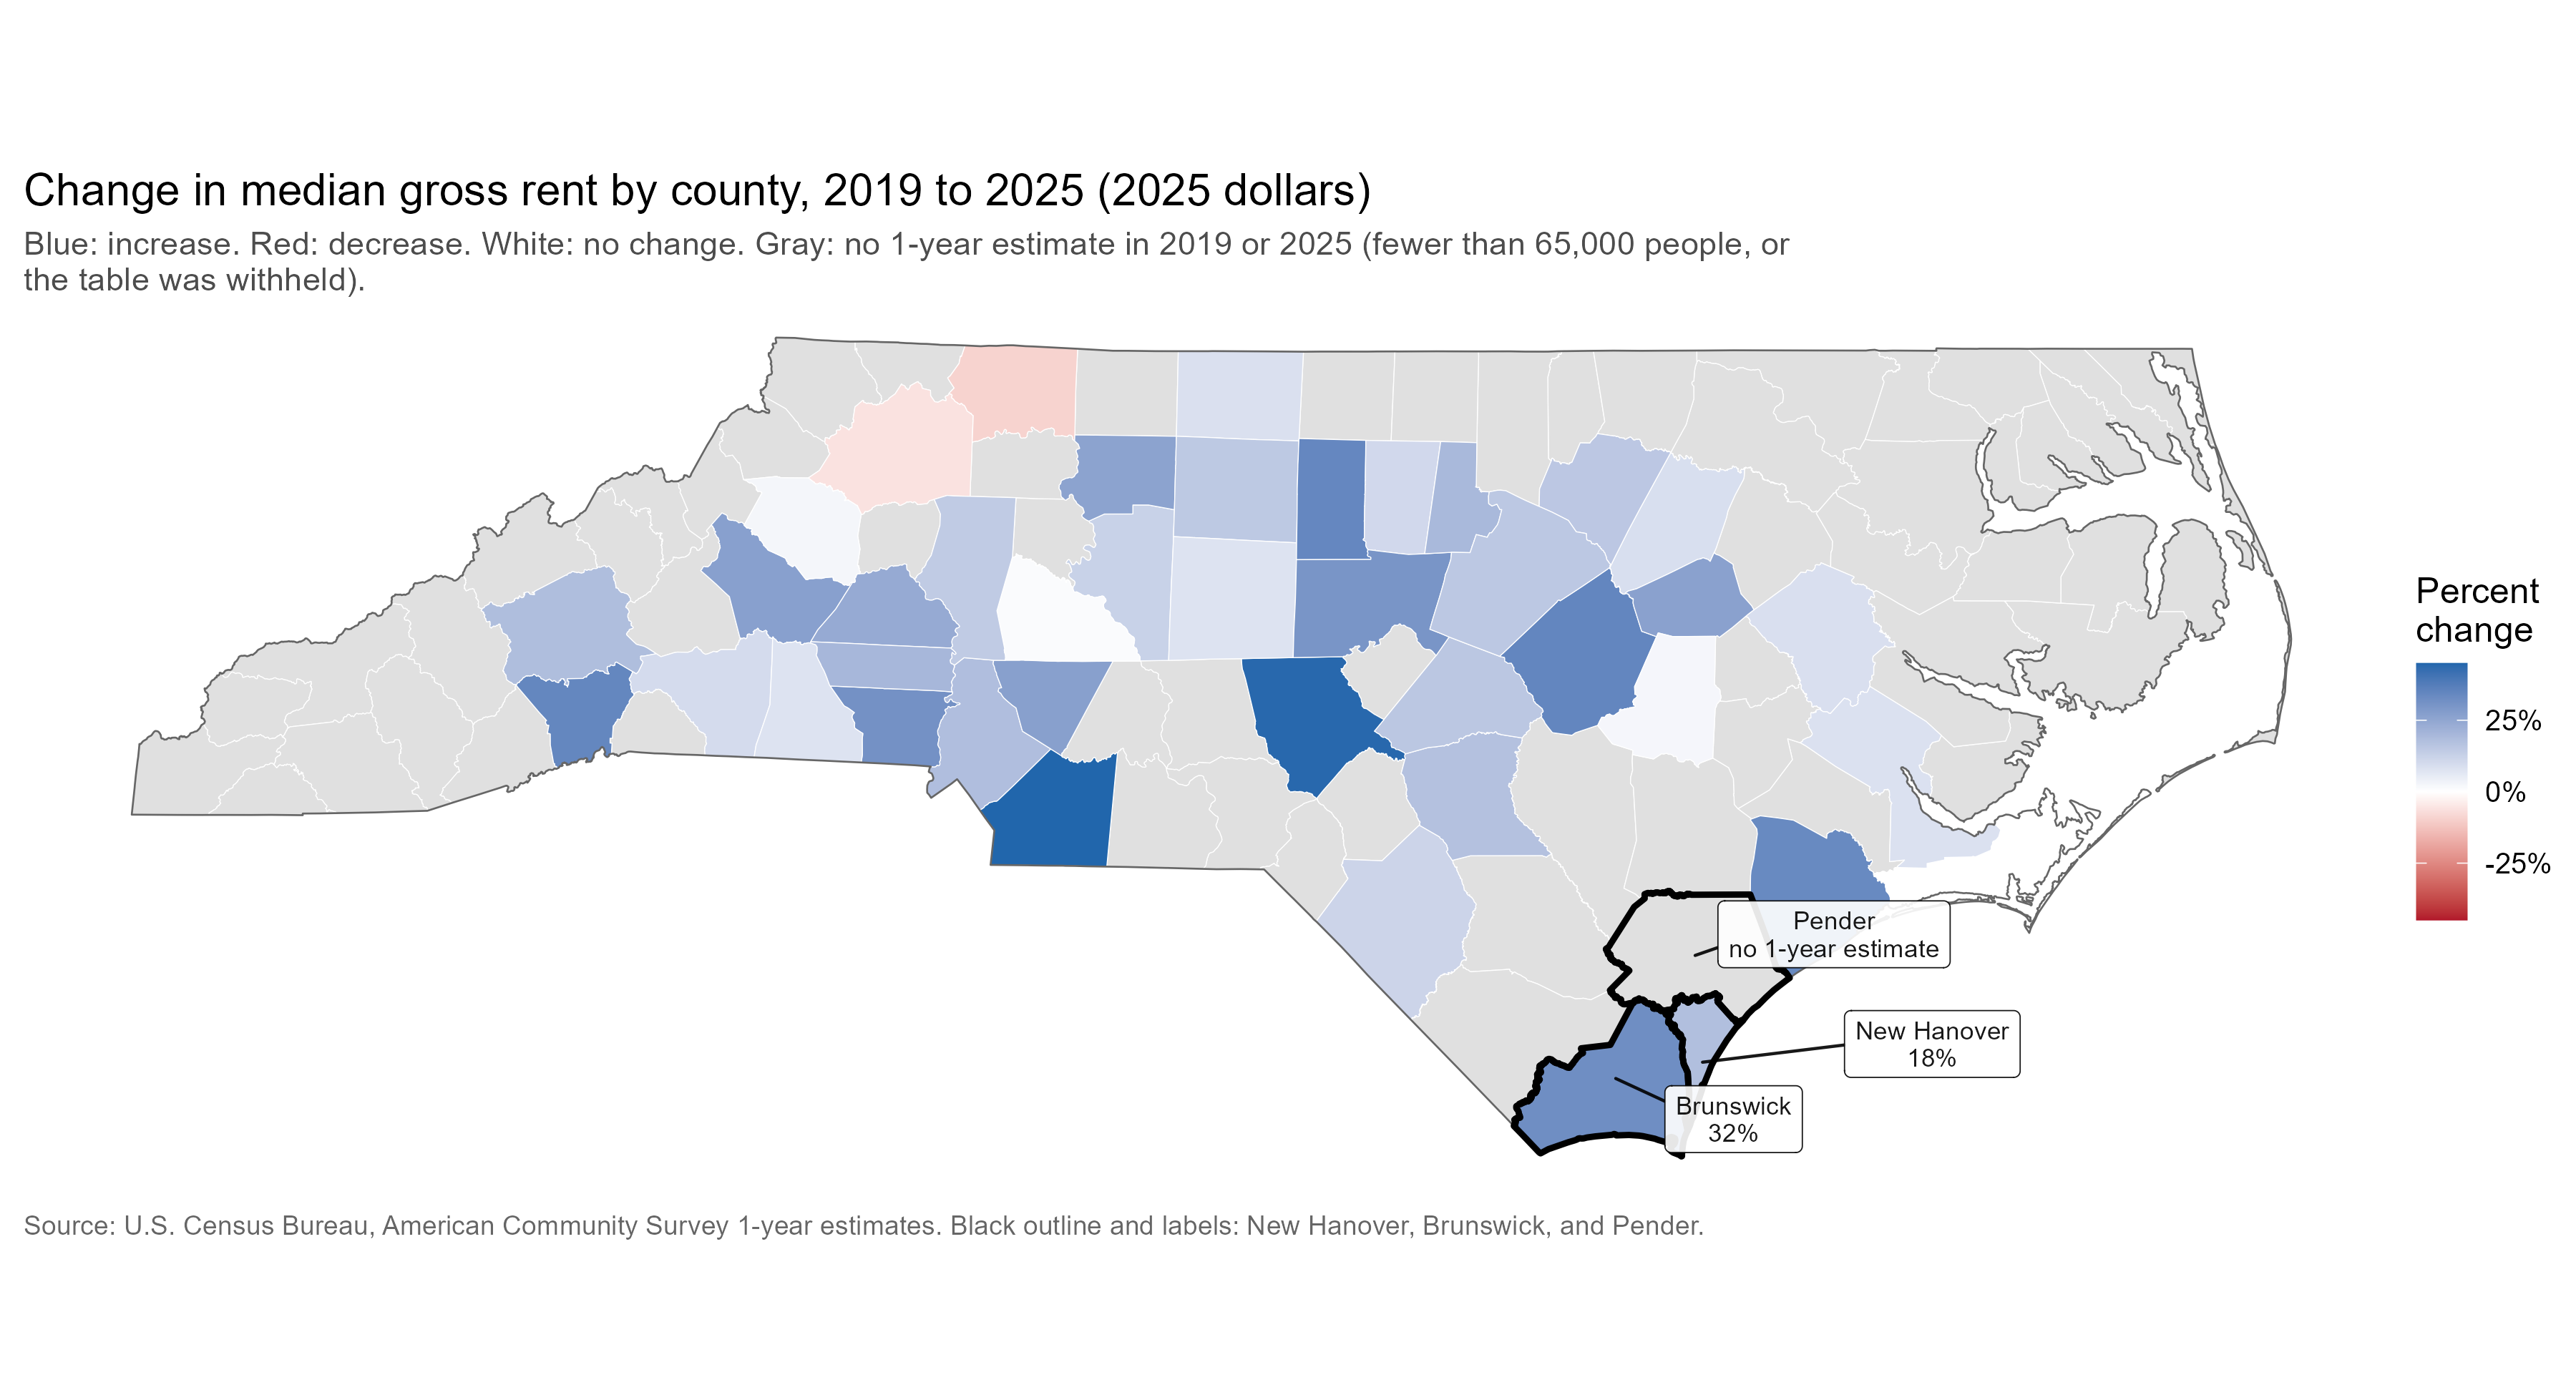 Change in median gross rent by county, 2019 to 2025 (2025 dollars)
Blue: increase. Red: decrease. White: no change. Gray: no 1-year estimate in 2019 or 2025 (fewer than 65,000 people, or
the table was withheld).
Percent
change
25%
0%
-25%
Pender
no 1-year estimate
New Hanover
18%
Brunswick
32%
Source: U.S. Census Bureau, American Community Survey 1-year estimates. Black outline and labels: New Hanover, Brunswick, and Pender.